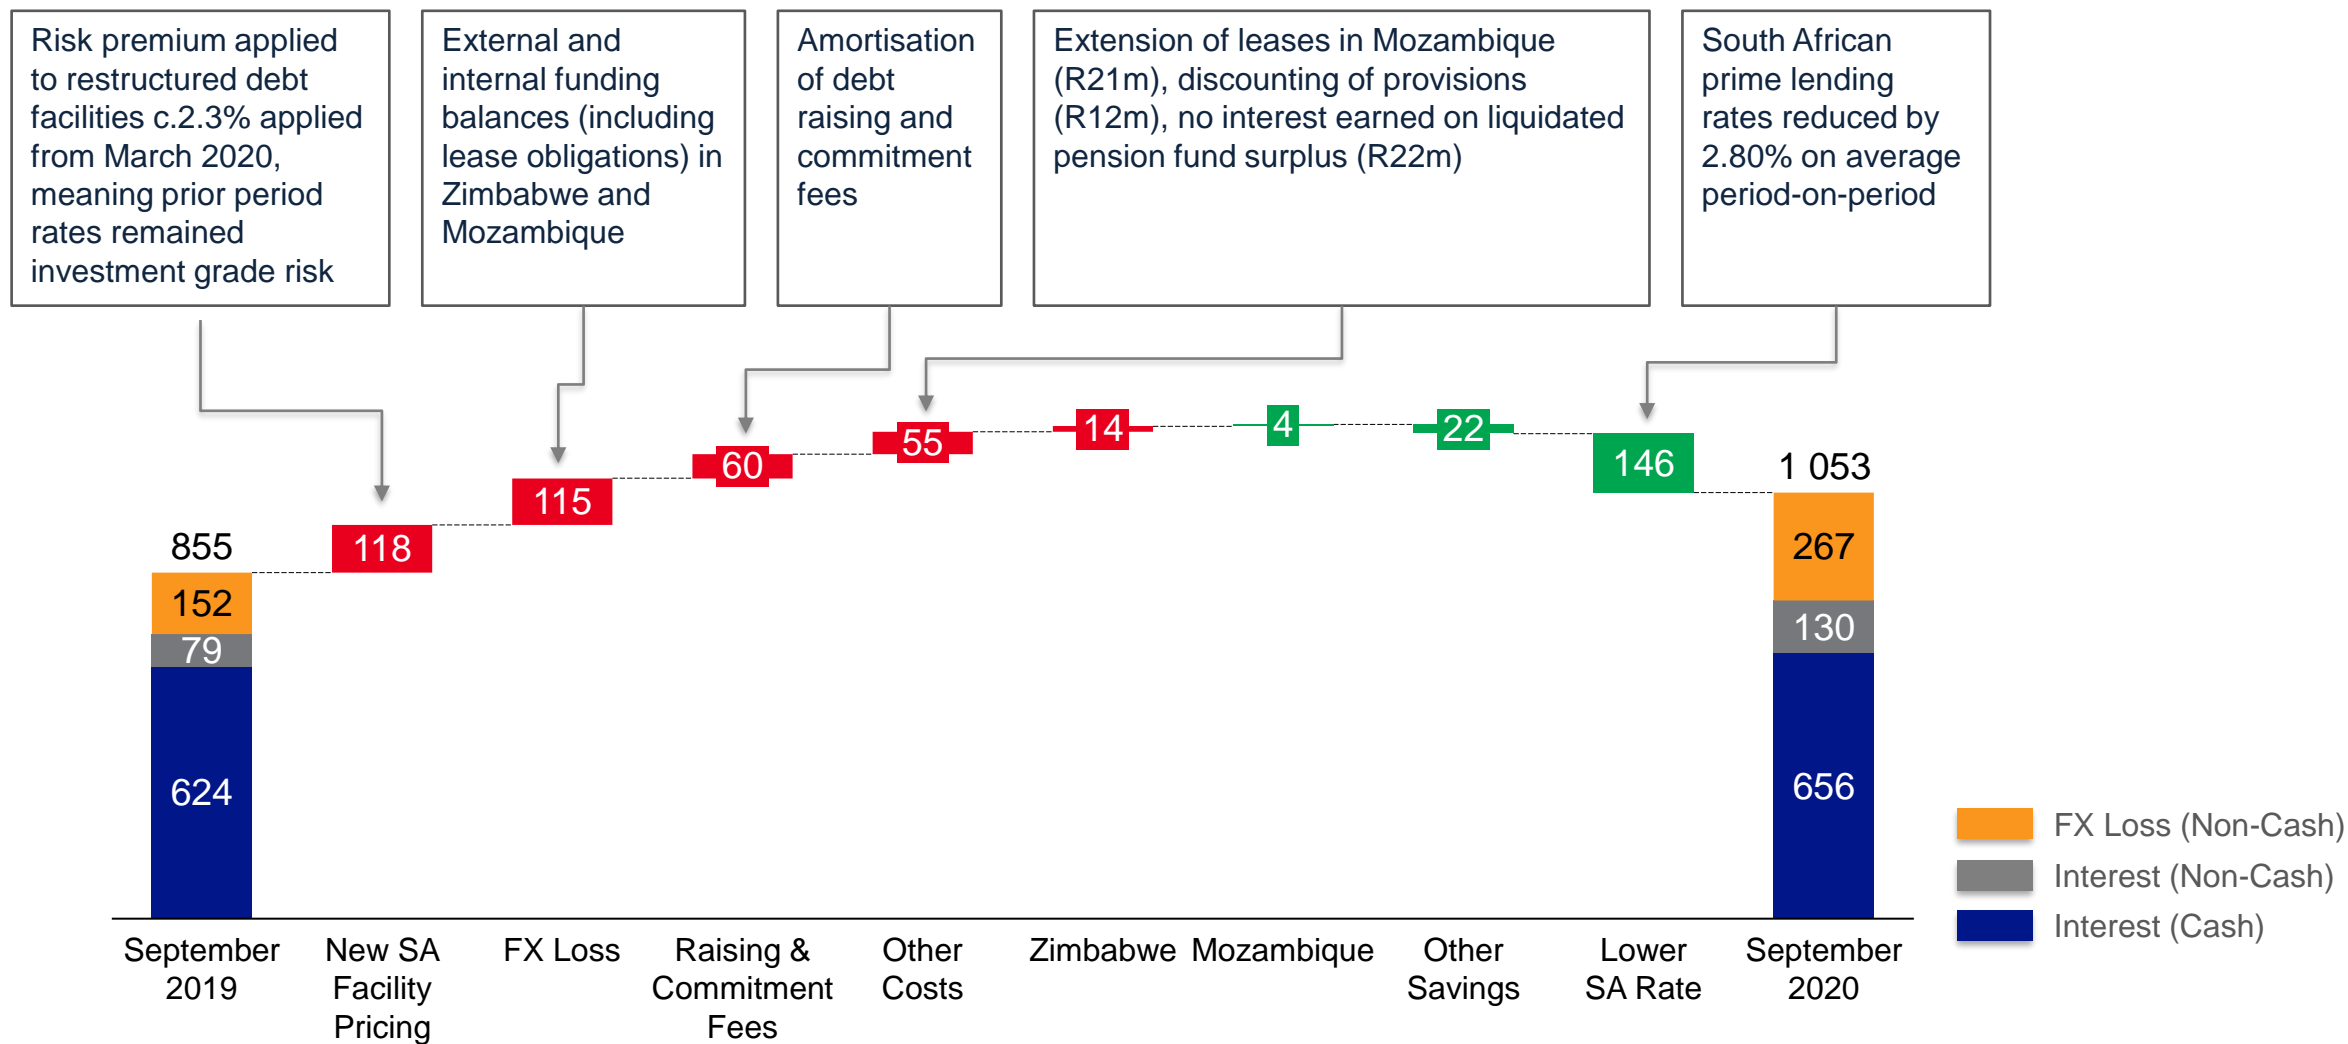 Risk premium applied
to restructured debt
facilities c.2.3% applied
from March 2020,
meaning prior period
rates remained
investment grade risk
External and
internal funding
balances (including
lease obligations) in
Zimbabwe and
Mozambique
Amortisation
of debt
raising and
commitment
fees
Extension of leases in Mozambique
(R21m), discounting of provisions
(R12m), no interest earned on liquidated
pension fund surplus (R22m)
South African
prime lending
rates reduced by
2.80% on average
period-on-period
855
152
79
624
118
115
60
55
14
4
22
146
1 053
267
130
656
FX Loss (Non-Cash)
Interest (Non-Cash)
Interest (Cash)
September
2019
New SA
Facility
Pricing
FX Loss
Raising &
Commitment
Fees
Other
Costs
Zimbabwe
Mozambique
Other
Savings
Lower
SA Rate
September
2020